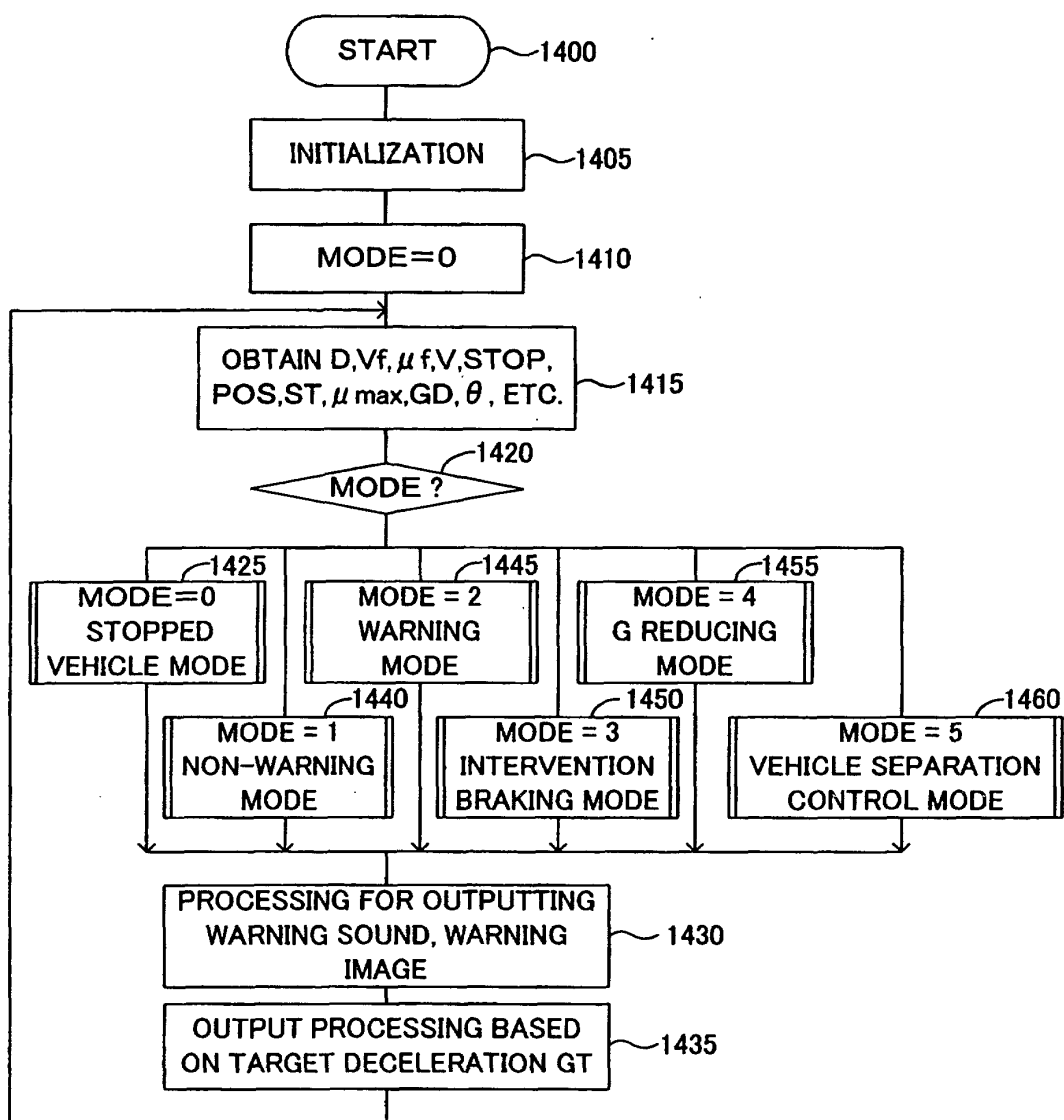 START
1400
INITIALIZATION
1405
MODE=0
1410
OBTAIN D,Vf,μf,V,STOP,
POS,ST,μmax,GD,θ, ETC.
1415
1420
MODE ?
1425
MODE=0
STOPPED
VEHICLE MODE
1445
MODE = 2
WARNING
MODE
1455
MODE = 4
G REDUCING
MODE
1440
MODE = 1
NON-WARNING
MODE
1450
MODE = 3
INTERVENTION
BRAKING MODE
1460
MODE = 5
VEHICLE SEPARATION
CONTROL MODE
PROCESSING FOR OUTPUTTING
WARNING SOUND, WARNING
IMAGE
1430
OUTPUT PROCESSING BASED
ON TARGET DECELERATION GT
1435